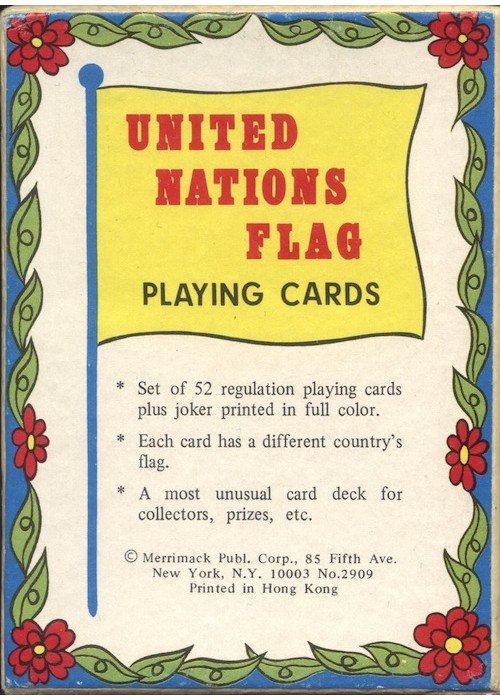 UNITED
NATIONS
FLAG
PLAYING CARDS
* Set of 52 regulation playing cards
plus joker printed in full color.
* Each card has a different country's
flag.
* A most unusual card deck for
collectors, prizes, etc.
© Merrimack Publ. Corp., 85 Fifth Ave.
New York, N.Y. 10003 No.2909
Printed in Hong Kong